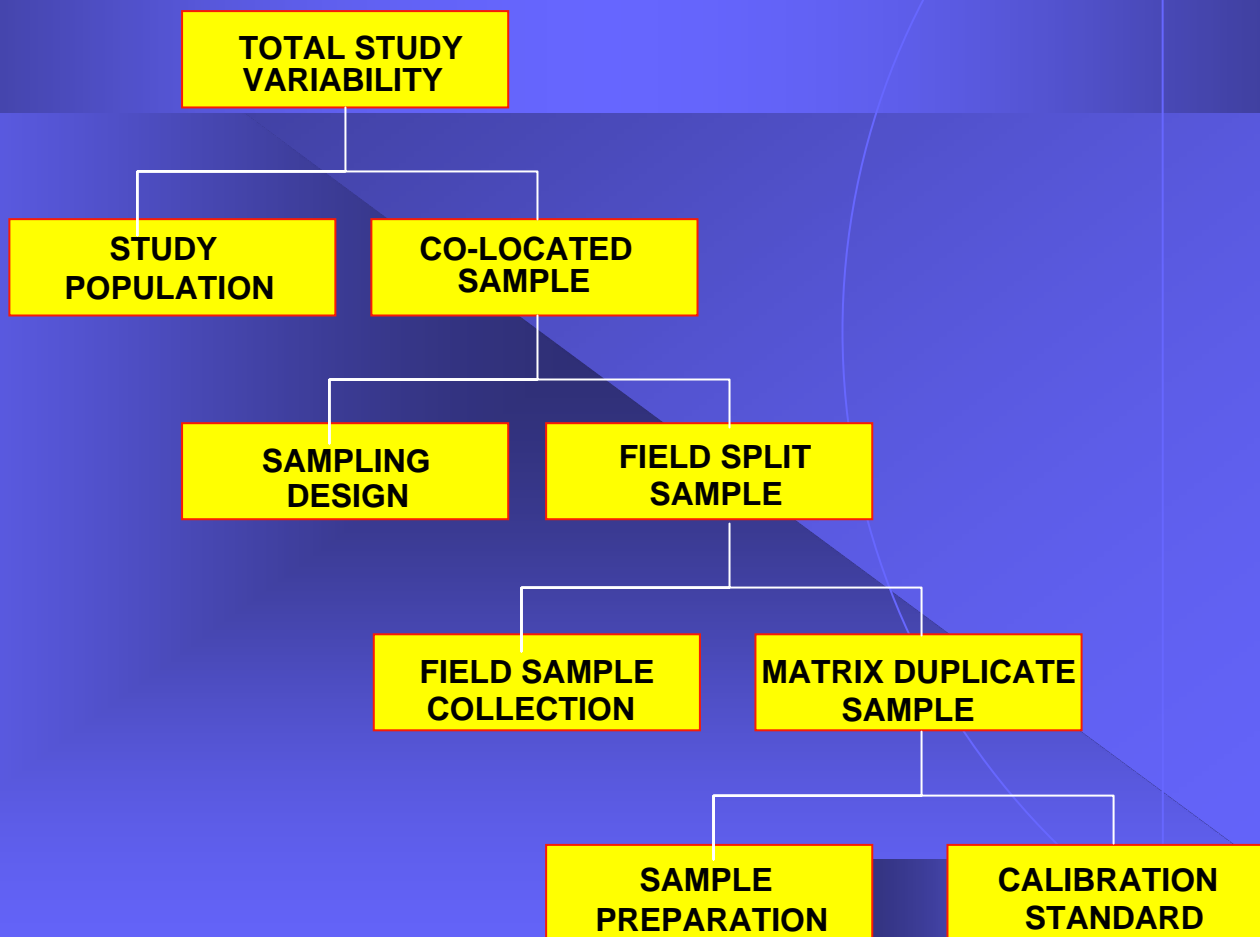 TOTAL STUDY
VARIABILITY
STUDY
POPULATION
CO-LOCATED
SAMPLE
SAMPLING
DESIGN
FIELD SPLIT
SAMPLE
FIELD SAMPLE
COLLECTION
MATRIX DUPLICATE
SAMPLE
SAMPLE
PREPARATION
CALIBRATION
STANDARD